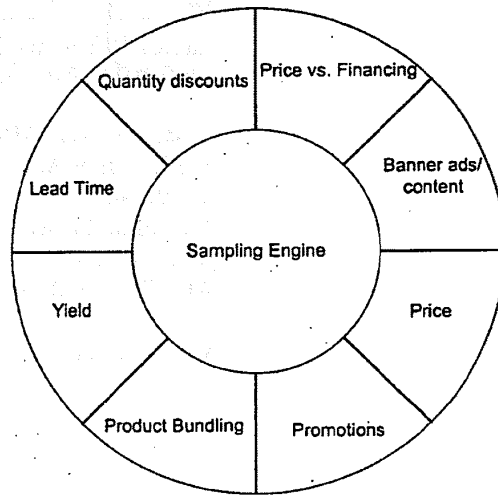 Quantity discounts
Price vs. Financing
Banner ads/
content
Lead Time
Sampling Engine
Yield
Price
Product Bundling
Promotions